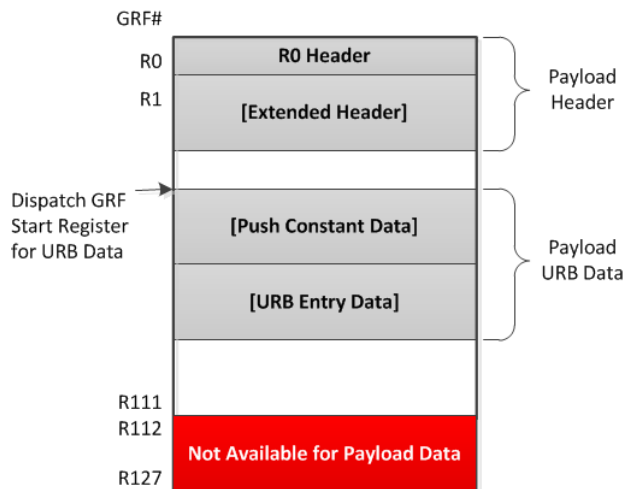 GRF#
R0
R0 Header
R1
[Extended Header]
Payload
Header
Dispatch GRF
Start Register
for URB Data
[Push Constant Data]
[URB Entry Data]
Payload
URB Data
R111
R112
Not Available for Payload Data
R127